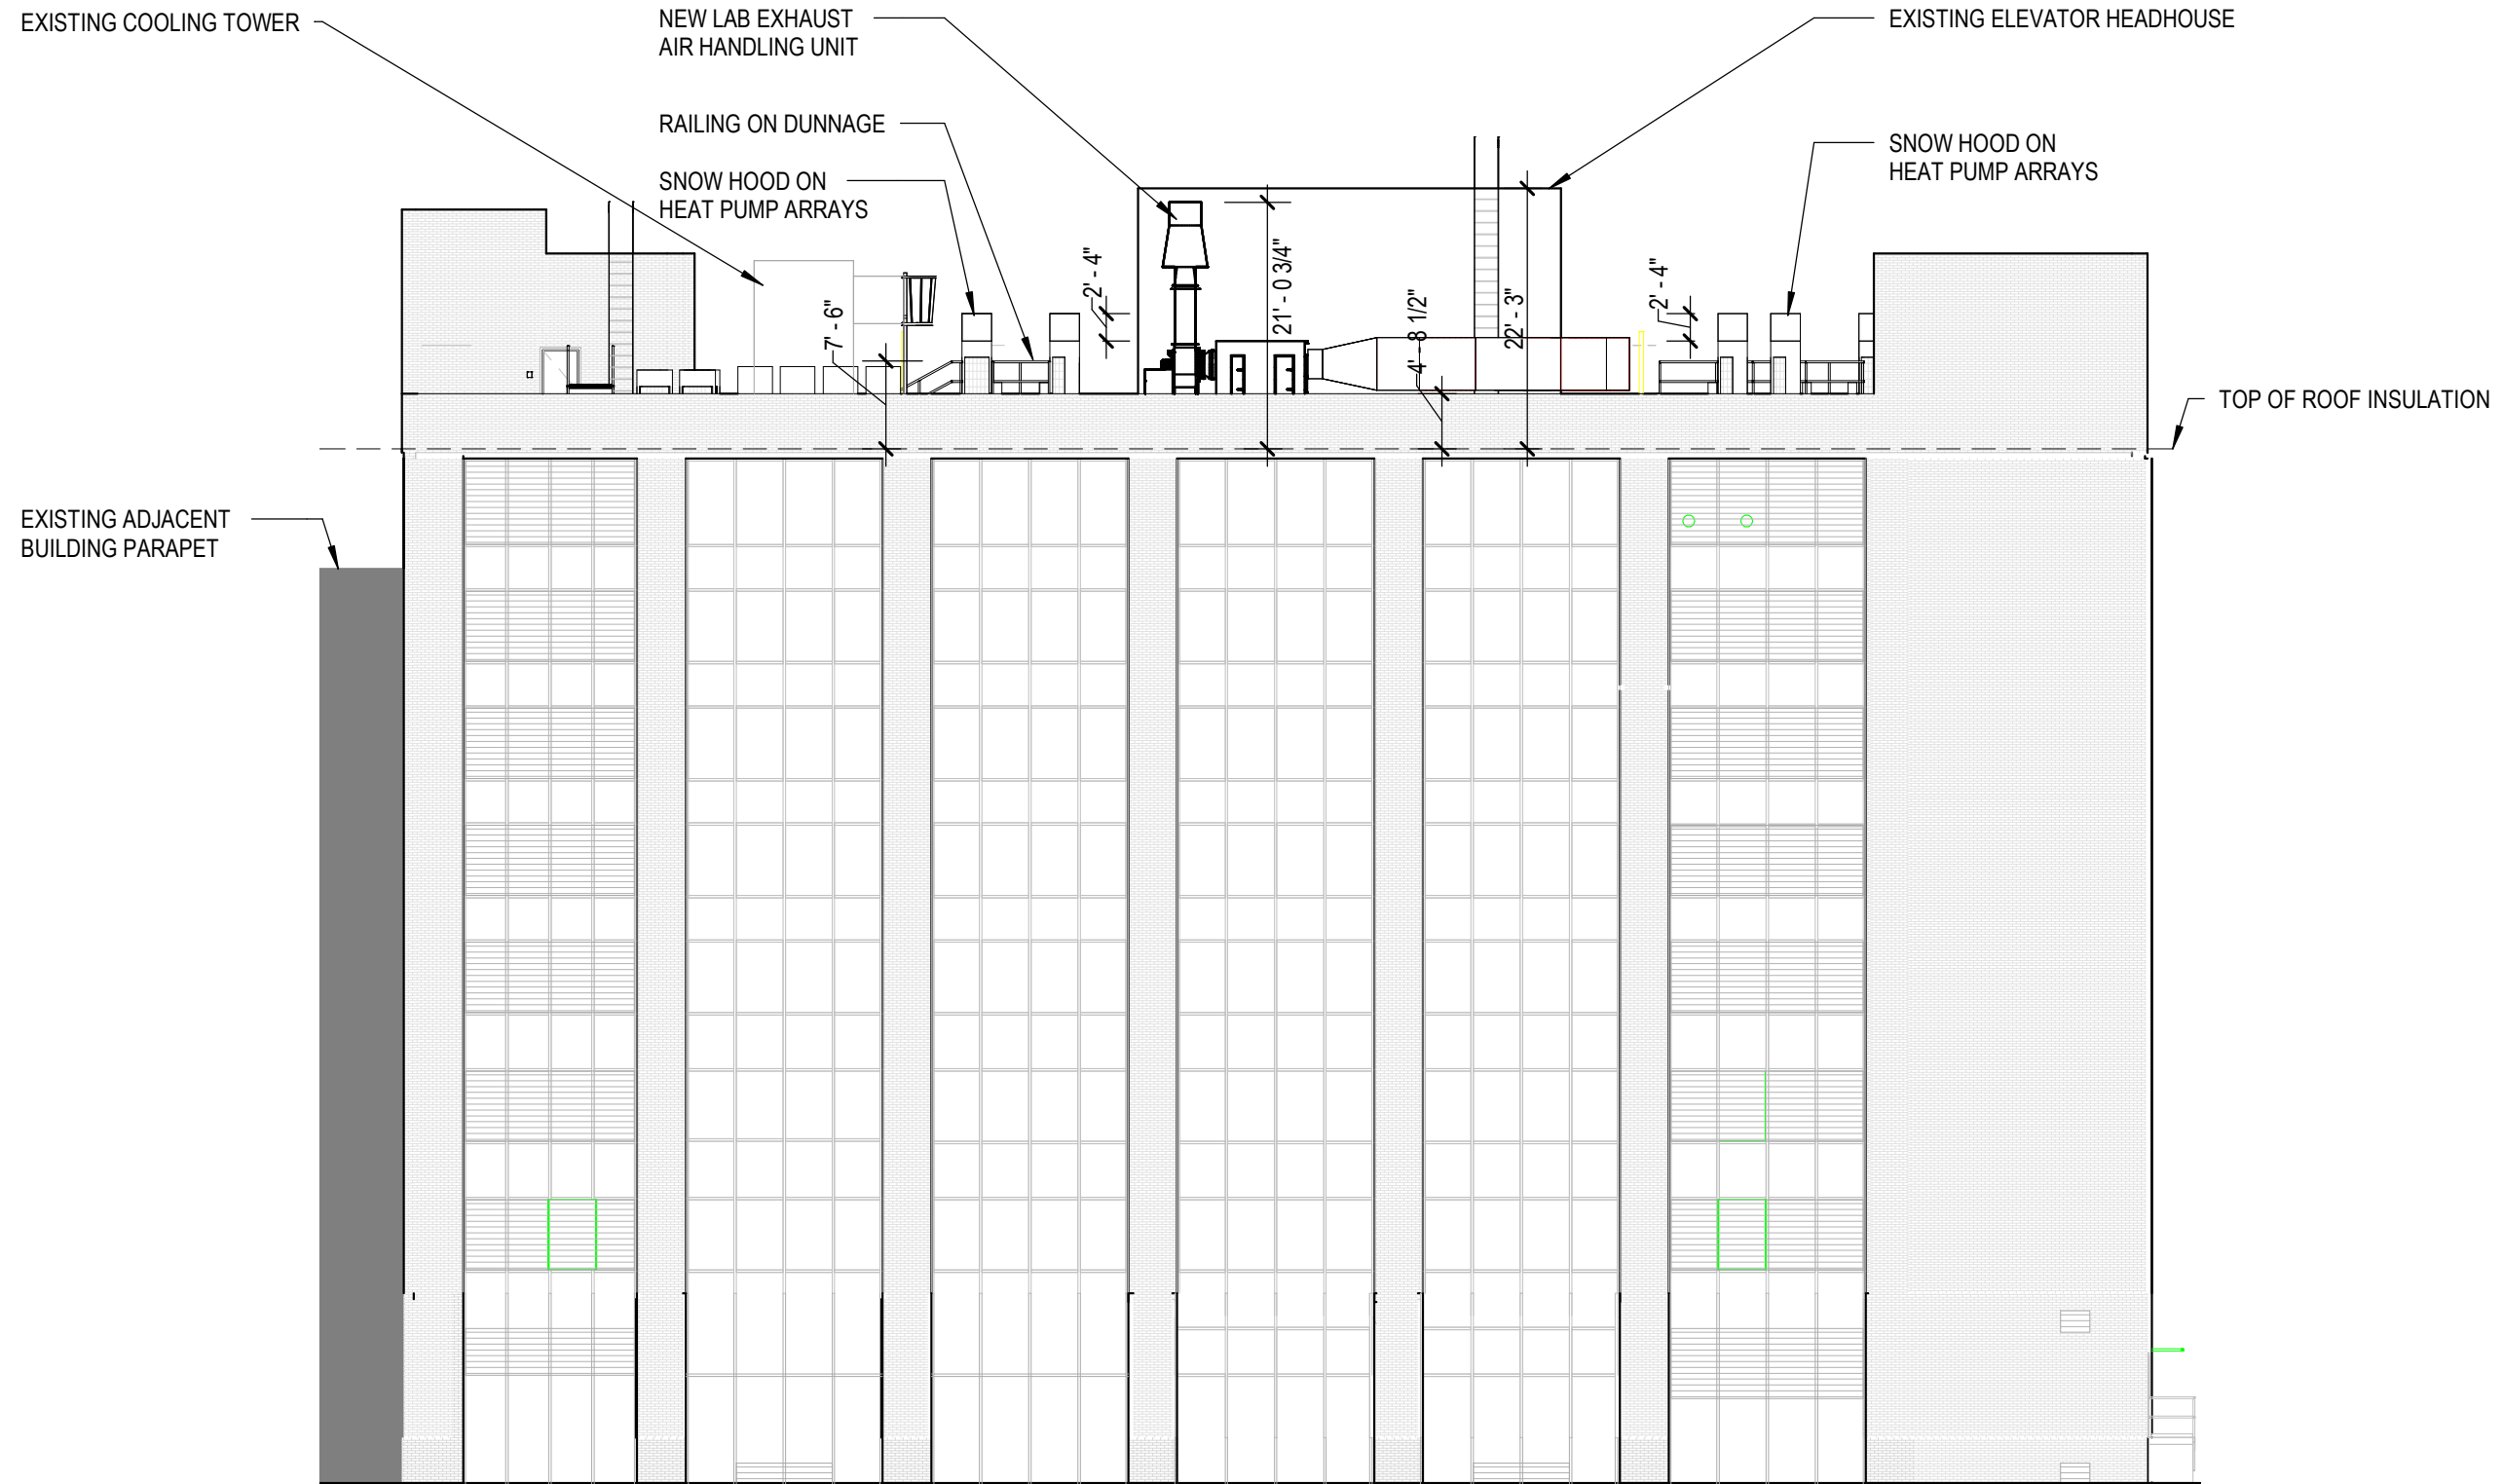 EXISTING COOLING TOWER
NEW LAB EXHAUST
AIR HANDLING UNIT
EXISTING ELEVATOR HEADHOUSE
RAILING ON DUNNAGE
SNOW HOOD ON
HEAT PUMP ARRAYS
SNOW HOOD ON
HEAT PUMP ARRAYS
7' - 6"
2' - 4"
21' - 0 3/4"
4' - 8 1/2"
22' - 3"
2' - 4"
TOP OF ROOF INSULATION
EXISTING ADJACENT
BUILDING PARAPET